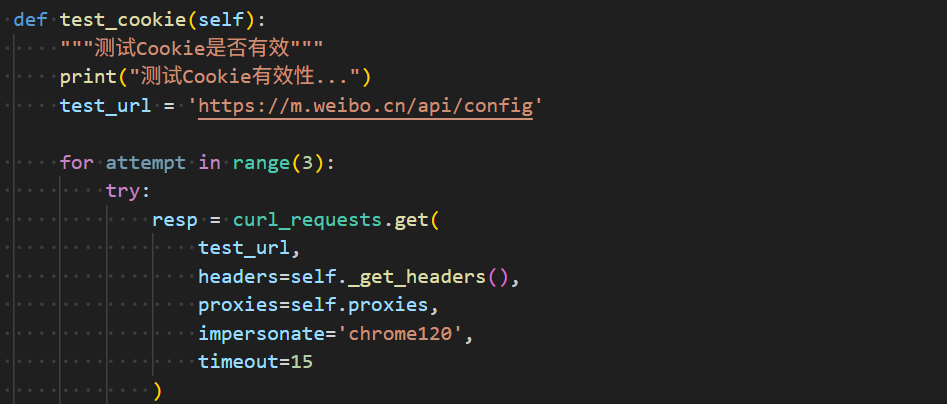 def test_cookie(self):
    """测试Cookie是否有效"""
    print("测试Cookie有效性...")
    test_url = 'https://m.weibo.cn/api/config'

    for attempt in range(3):
        try:
            resp = curl_requests.get(
                test_url,
                headers=self._get_headers(),
                proxies=self.proxies,
                impersonate='chrome120',
                timeout=15
            )